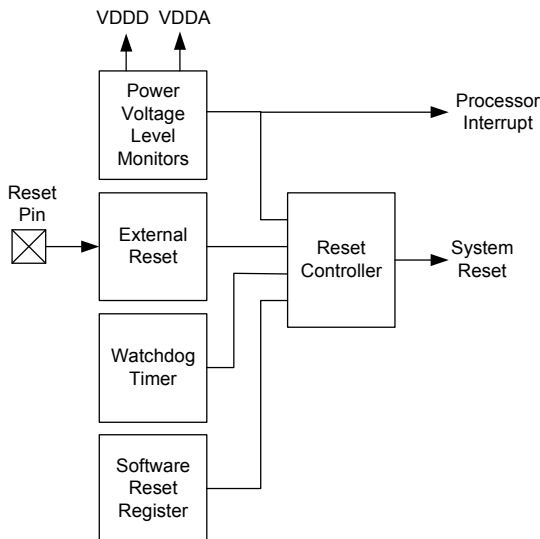 VDDD VDDA
Power
Voltage
Level
Monitors
Processor
Interrupt
Reset
Pin
External
Reset
Reset
Controller
System
Reset
Watchdog
Timer
Software
Reset
Register